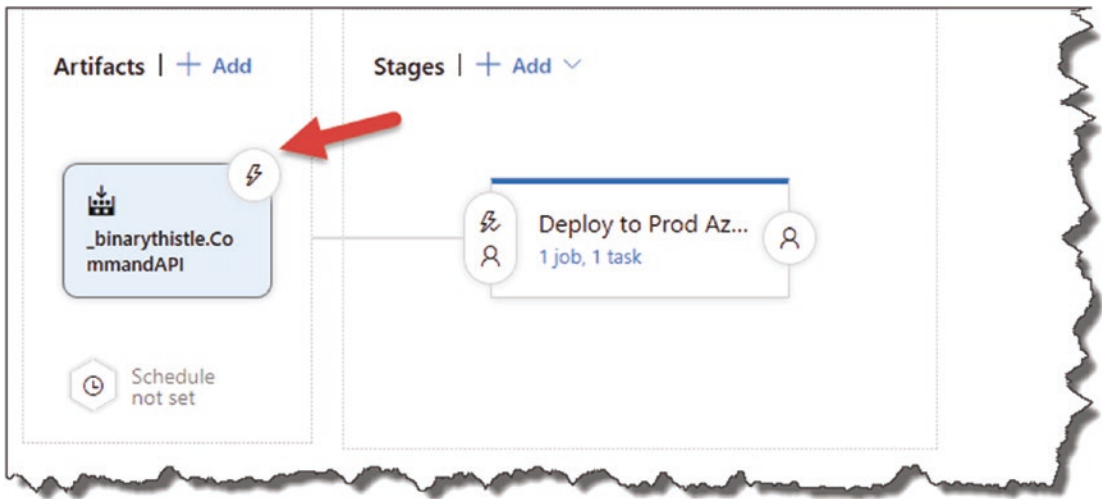 Artifacts | + Add
Stages | + Add
_binarythistle.Co
mmandAPI
Deploy to Prod Az...
1 job, 1 task
Schedule
not set